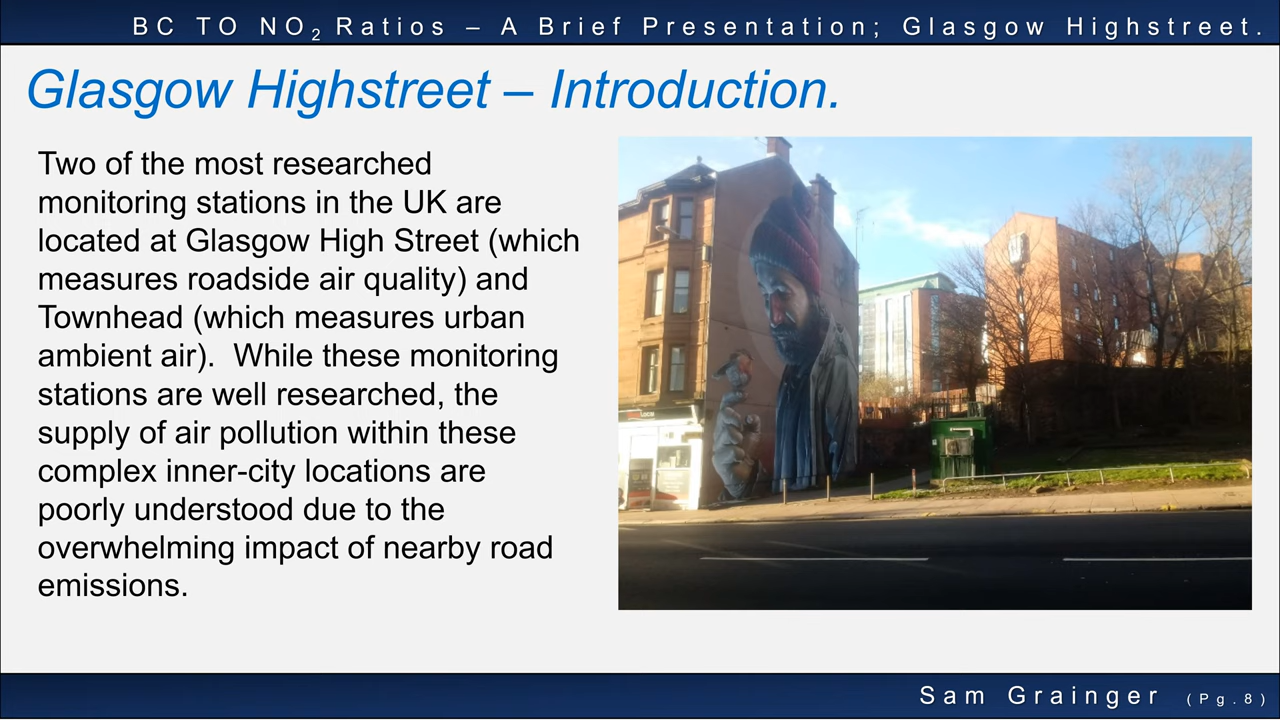 BC TO NO₂ Ratios – A Brief Presentation; Glasgow Highstreet.
Glasgow Highstreet – Introduction.
Two of the most researched
monitoring stations in the UK are
located at Glasgow High Street (which
measures roadside air quality) and
Townhead (which measures urban
ambient air).  While these monitoring
stations are well researched, the
supply of air pollution within these
complex inner-city locations are
poorly understood due to the
overwhelming impact of nearby road
emissions.
Sam Grainger (Pg.8)